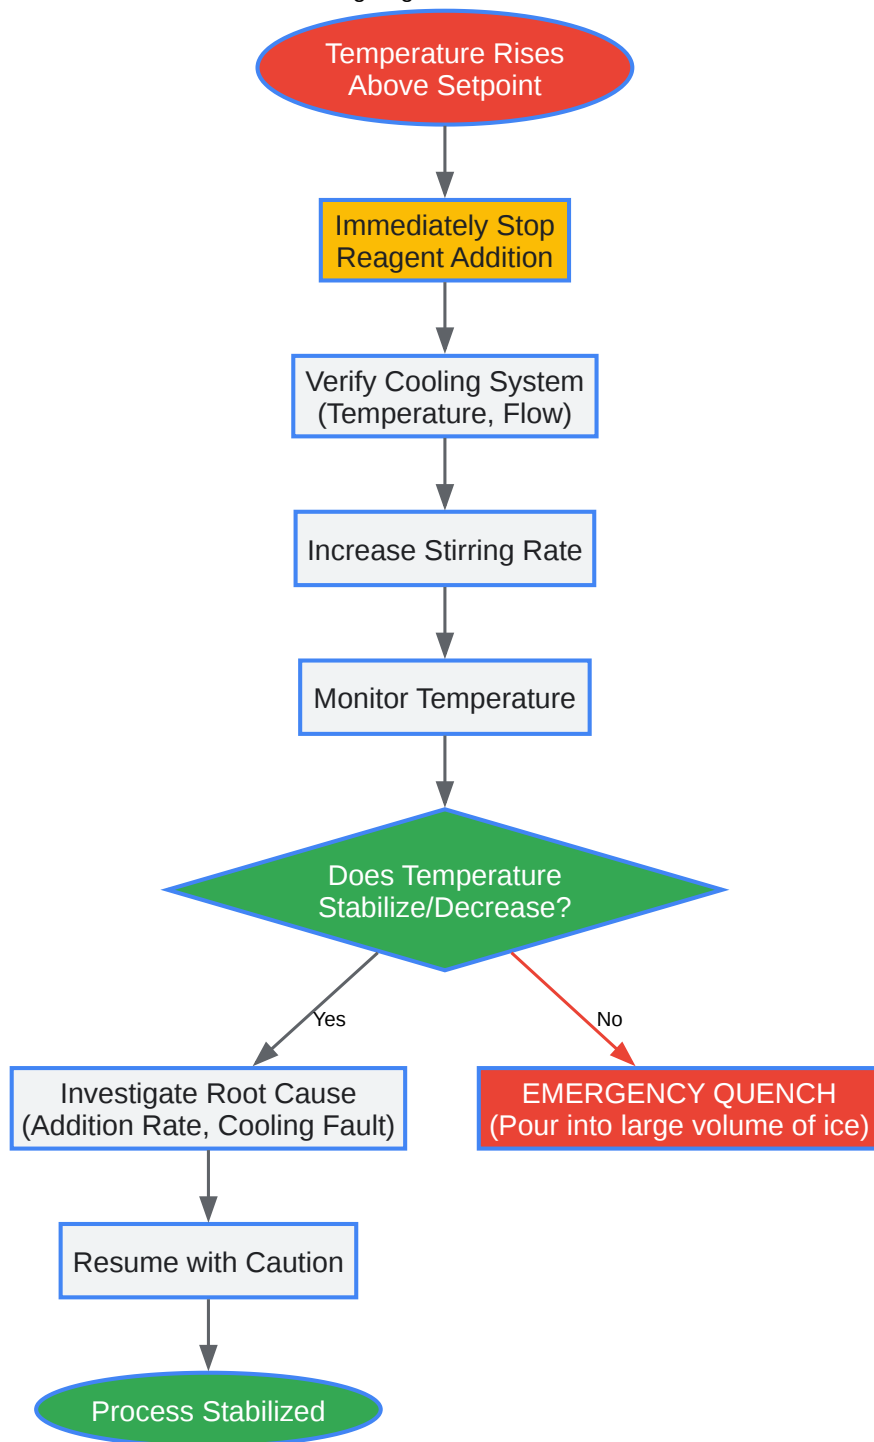 Temperature Rises
Above Setpoint
Immediately Stop
Reagent Addition
Verify Cooling System
(Temperature, Flow)
Increase Stirring Rate
Monitor Temperature
Does Temperature
Stabilize/Decrease?
Yes
No
Investigate Root Cause
(Addition Rate, Cooling Fault)
EMERGENCY QUENCH
(Pour into large volume of ice)
Resume with Caution
Process Stabilized